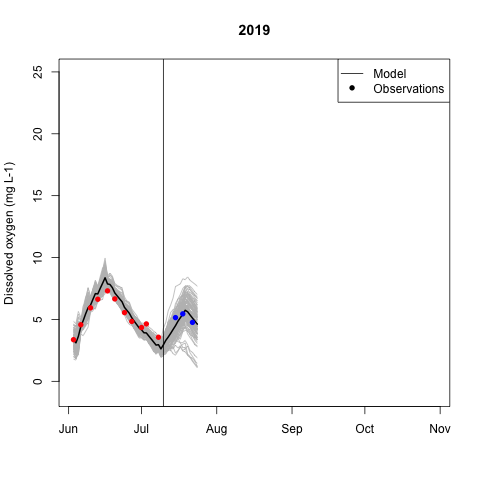 2019
Model
Observations
Dissolved oxygen (mg L-1)
25
20
15
10
5
0
Jun Jul Aug Sep Oct Nov